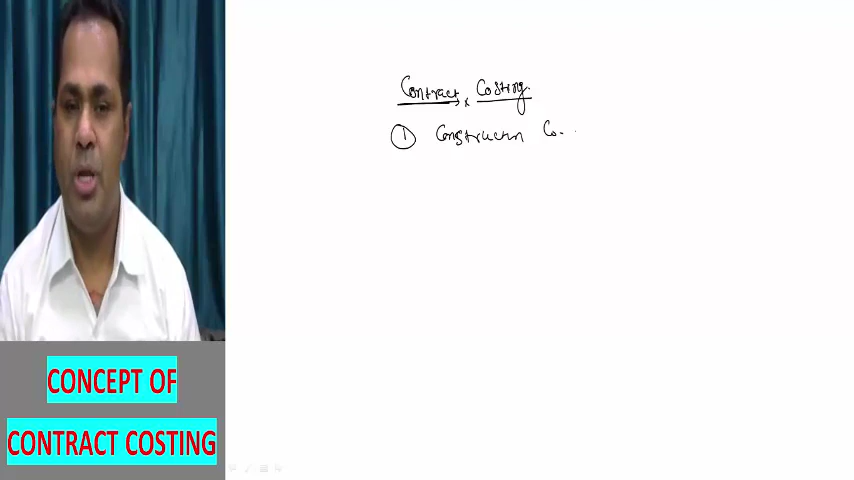 Contract Costing.
① Construction Co.
CONCEPT OF
CONTRACT COSTING